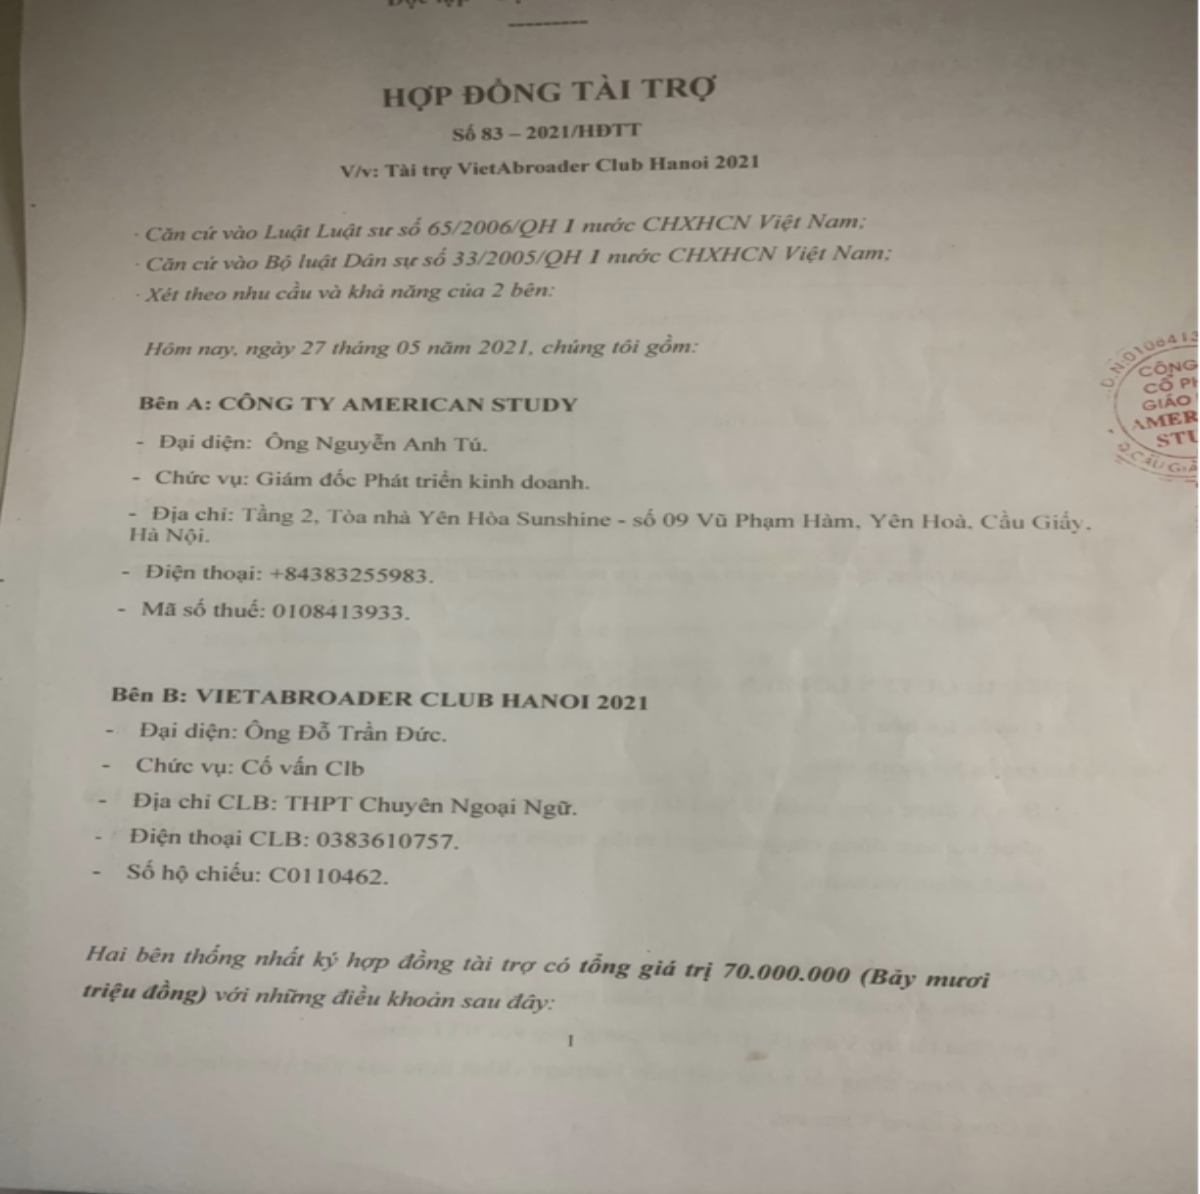 Độc lập -
----------
HỢP ĐỒNG TÀI TRỢ
Số 83 – 2021/HĐTT
V/v: Tài trợ VietAbroader Club Hanoi 2021
· Căn cứ vào Luật Luật sư số 65/2006/QH 1 nước CHXHCN Việt Nam;
· Căn cứ vào Bộ luật Dân sự số 33/2005/QH 1 nước CHXHCN Việt Nam;
· Xét theo nhu cầu và khả năng của 2 bên:
Hôm nay, ngày 27 tháng 05 năm 2021, chúng tôi gồm:
D.N:0108413
CÔNG
CỔ PH
GIÁO
AMER
STU
Q.CẦU GIẤ
Bên A: CÔNG TY AMERICAN STUDY
- Đại diện: Ông Nguyễn Anh Tú.
- Chức vụ: Giám đốc Phát triển kinh doanh.
- Địa chỉ: Tầng 2, Tòa nhà Yên Hòa Sunshine - số 09 Vũ Phạm Hàm, Yên Hoà, Cầu Giấy,
Hà Nội.
- Điện thoại: +84383255983.
- Mã số thuế: 0108413933.
Bên B: VIETABROADER CLUB HANOI 2021
- Đại diện: Ông Đỗ Trần Đức.
- Chức vụ: Cố vấn Clb
- Địa chỉ CLB: THPT Chuyên Ngoại Ngữ.
- Điện thoại CLB: 0383610757.
- Số hộ chiếu: C0110462.
Hai bên thống nhất ký hợp đồng tài trợ có tổng giá trị 70.000.000 (Bảy mươi
triệu đồng) với những điều khoản sau đây:
1